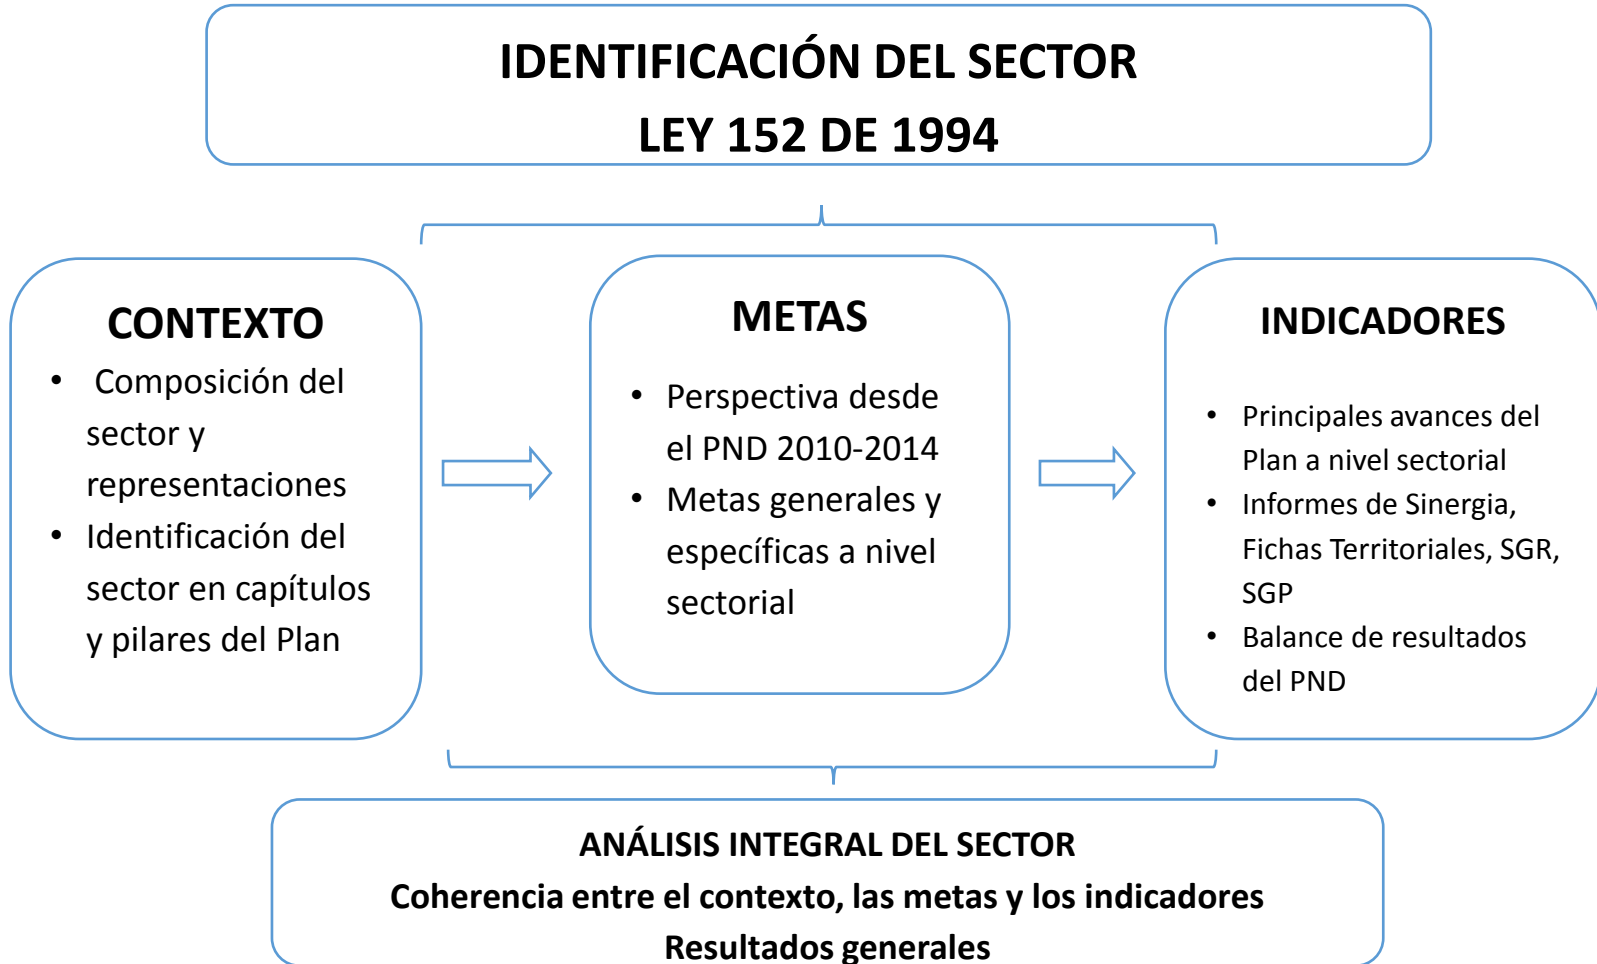 IDENTIFICACIÓN DEL SECTOR
LEY 152 DE 1994
CONTEXTO
• Composición del
sector y
representaciones
• Identificación del
sector en capítulos
y pilares del Plan
METAS
• Perspectiva desde
el PND 2010-2014
• Metas generales y
específicas a nivel
sectorial
INDICADORES
• Principales avances del
Plan a nivel sectorial
• Informes de Sinergia,
Fichas Territoriales, SGR,
SGP
• Balance de resultados
del PND
ANÁLISIS INTEGRAL DEL SECTOR
Coherencia entre el contexto, las metas y los indicadores
Resultados generales